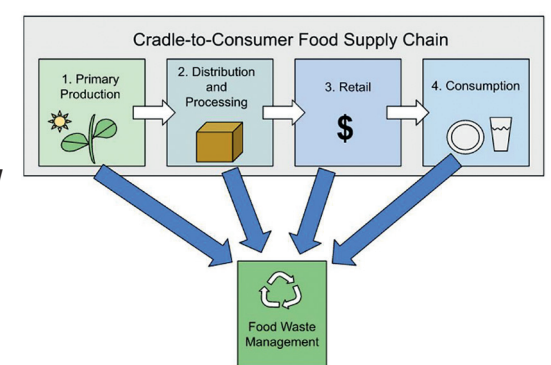 Cradle-to-Consumer Food Supply Chain
1. Primary
Production
2. Distribution
and
Processing
3. Retail
$
4. Consumption
Food Waste
Management